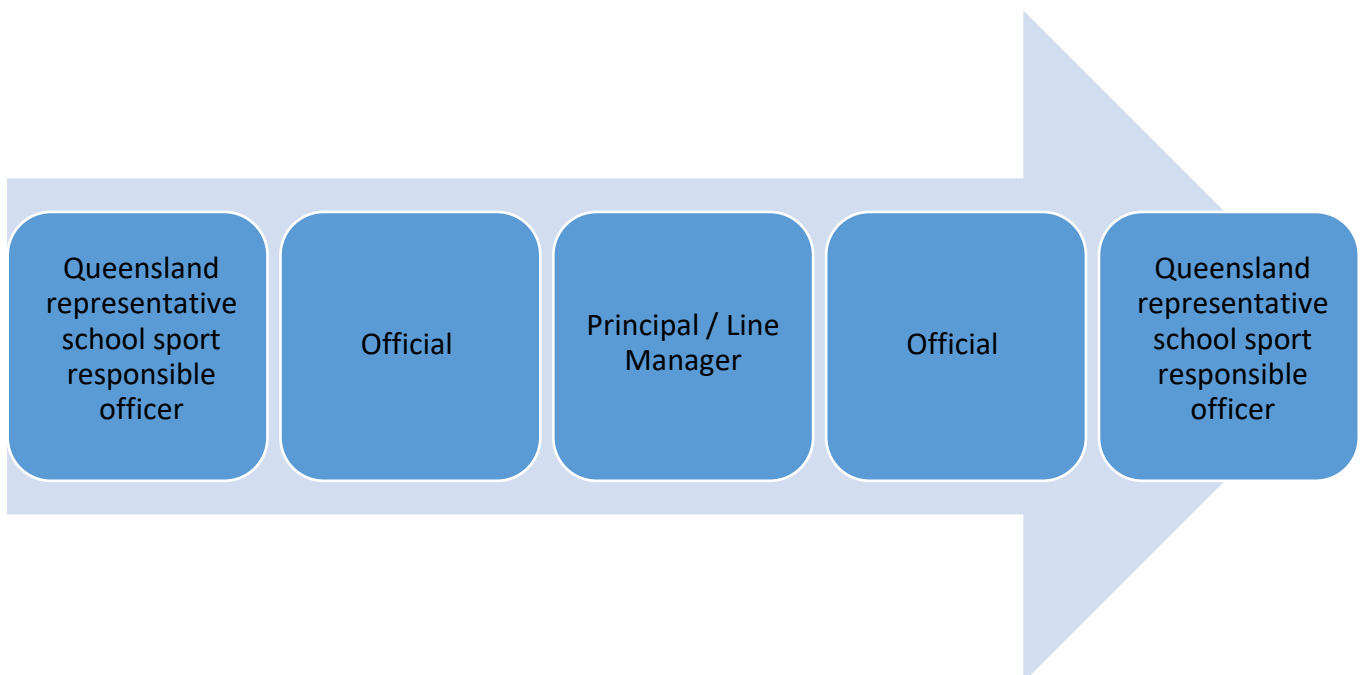 Queensland
representative
school sport
responsible
officer
Official
Principal / Line
Manager
Official
Queensland
representative
school sport
responsible
officer